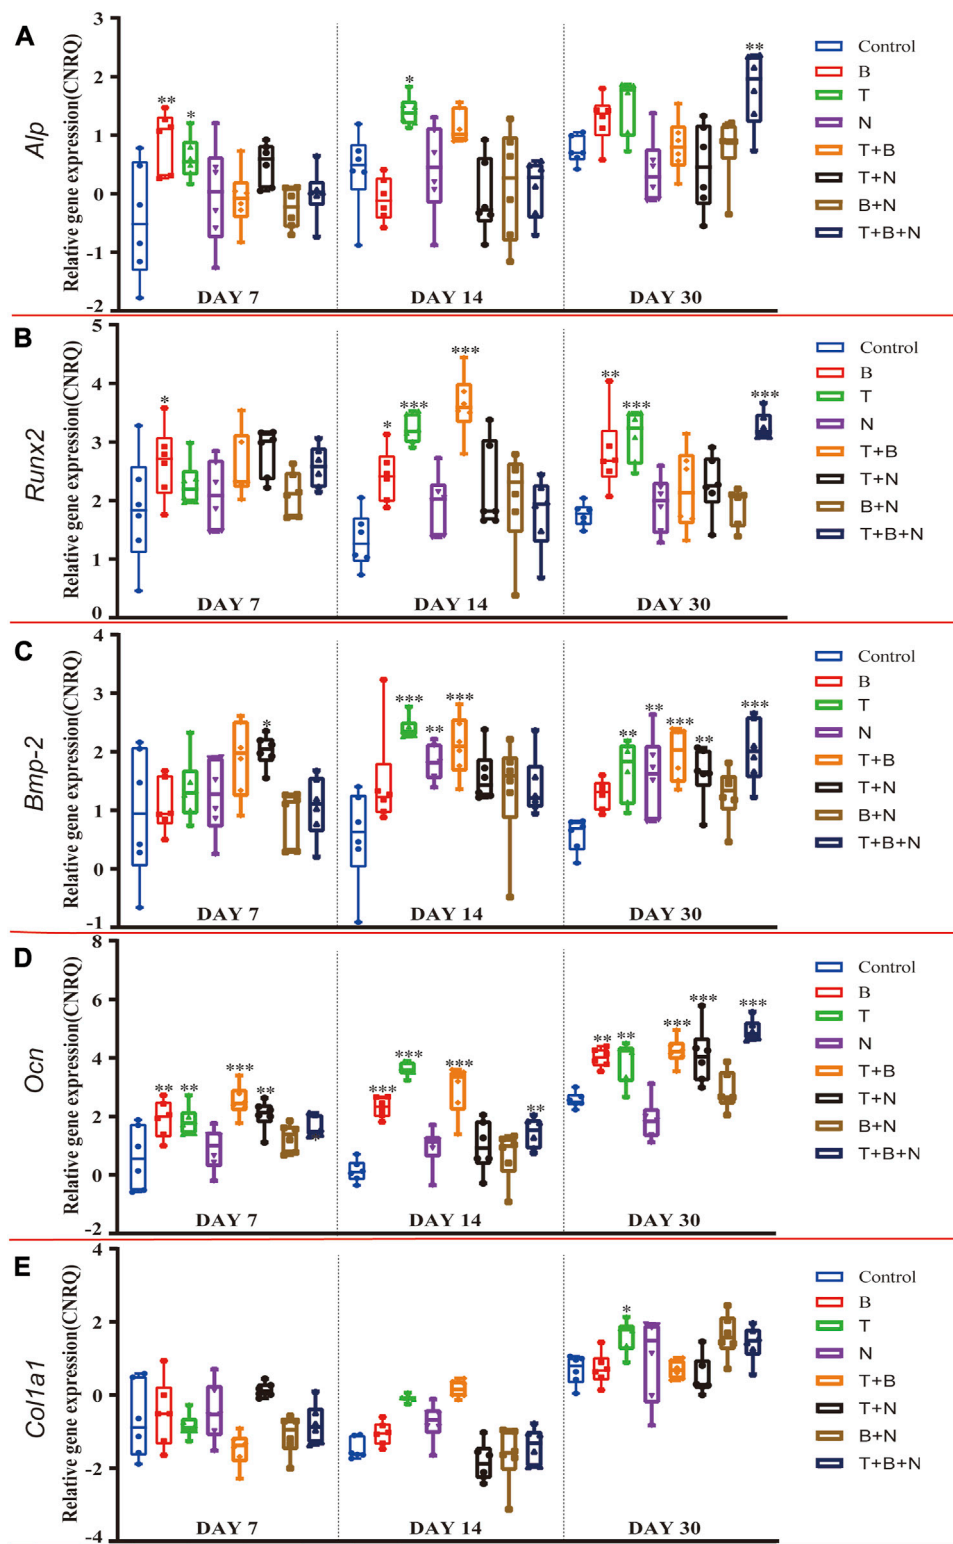 A
Alp
Relative gene expression(CNRQ)
3
2
1
0
-1
-2
**
*
*
**
DAY 7
DAY 14
DAY 30
Control
B
T
N
T+B
T+N
B+N
T+B+N
B
Runx2
Relative gene expression(CNRQ)
5
4
3
2
1
0
*
*
***
***
**
***
***
DAY 7
DAY 14
DAY 30
Control
B
T
N
T+B
T+N
B+N
T+B+N
C
Bmp-2
Relative gene expression(CNRQ)
4
3
2
1
0
-1
*
***
**
***
**
**
***
**
***
DAY 7
DAY 14
DAY 30
Control
B
T
N
T+B
T+N
B+N
T+B+N
D
Ocn
Relative gene expression(CNRQ)
8
6
4
2
0
-2
**
**
***
**
*
***
***
***
**
**
**
***
***
***
DAY 7
DAY 14
DAY 30
Control
B
T
N
T+B
T+N
B+N
T+B+N
E
Col1a1
Relative gene expression(CNRQ)
4
2
0
-2
-4
*
DAY 7
DAY 14
DAY 30
Control
B
T
N
T+B
T+N
B+N
T+B+N